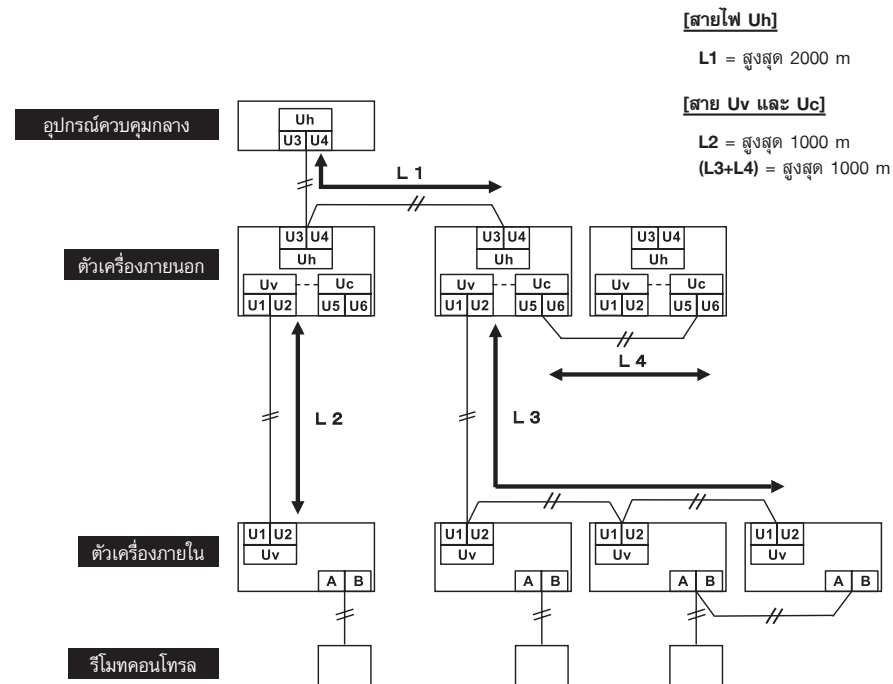 [สายไฟ Uh]
L1 = สูงสุด 2000 m
[สาย Uv และ Uc]
L2 = สูงสุด 1000 m
(L3+L4) = สูงสุด 1000 m
อุปกรณ์ควบคุมกลาง
Uh
U3 U4
L 1
ตัวเครื่องภายนอก
U3 U4 U3 U4 U3 U4
Uh Uh Uh
Uv Uc Uv Uc Uv Uc
U1 U2 U5 U6 U1 U2 U5 U6 U1 U2 U5 U6
L 4
L 2 L 3
ตัวเครื่องภายใน
U1 U2 U1 U2 U1 U2 U1 U2
Uv Uv Uv Uv
A B A B A B A B
รีโมทคอนโทรล